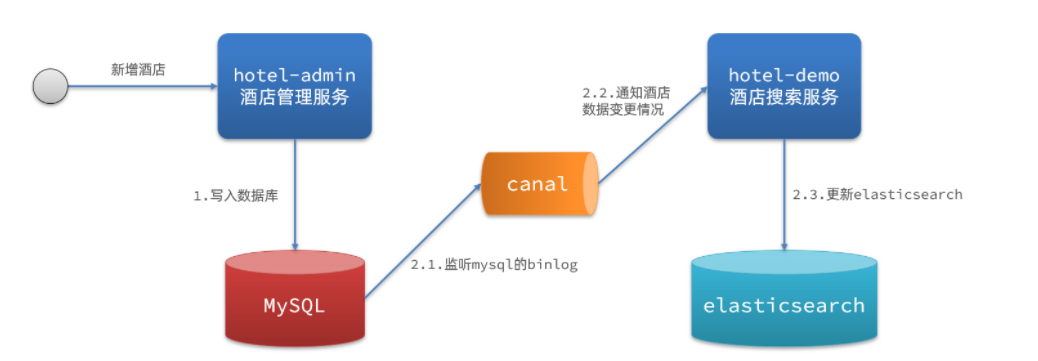 新增酒店
hotel-admin
酒店管理服务
hotel-demo
酒店搜索服务
2.2.通知酒店
数据变更情况
canal
1.写入数据库
2.3.更新elasticsearch
2.1.监听mysql的binlog
MySQL
elasticsearch